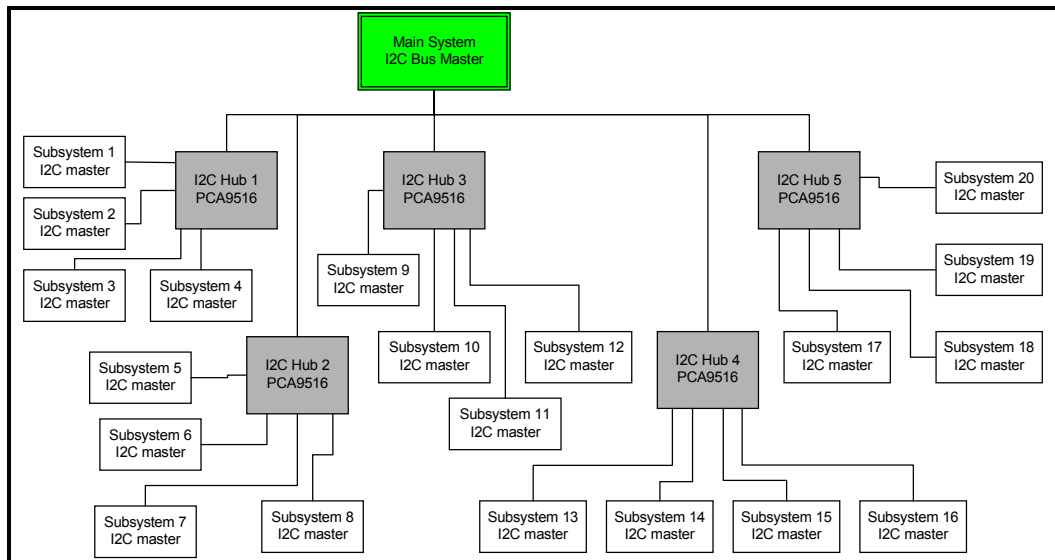 Main System
I2C Bus Master
Subsystem 1
I2C master
I2C Hub 1
PCA9516
Subsystem 2
I2C master
Subsystem 3
I2C master
Subsystem 4
I2C master
I2C Hub 3
PCA9516
Subsystem 9
I2C master
Subsystem 10
I2C master
Subsystem 11
I2C master
Subsystem 12
I2C master
I2C Hub 5
PCA9516
Subsystem 20
I2C master
Subsystem 19
I2C master
Subsystem 18
I2C master
Subsystem 17
I2C master
I2C Hub 2
PCA9516
Subsystem 5
I2C master
Subsystem 6
I2C master
Subsystem 7
I2C master
Subsystem 8
I2C master
I2C Hub 4
PCA9516
Subsystem 13
I2C master
Subsystem 14
I2C master
Subsystem 15
I2C master
Subsystem 16
I2C master